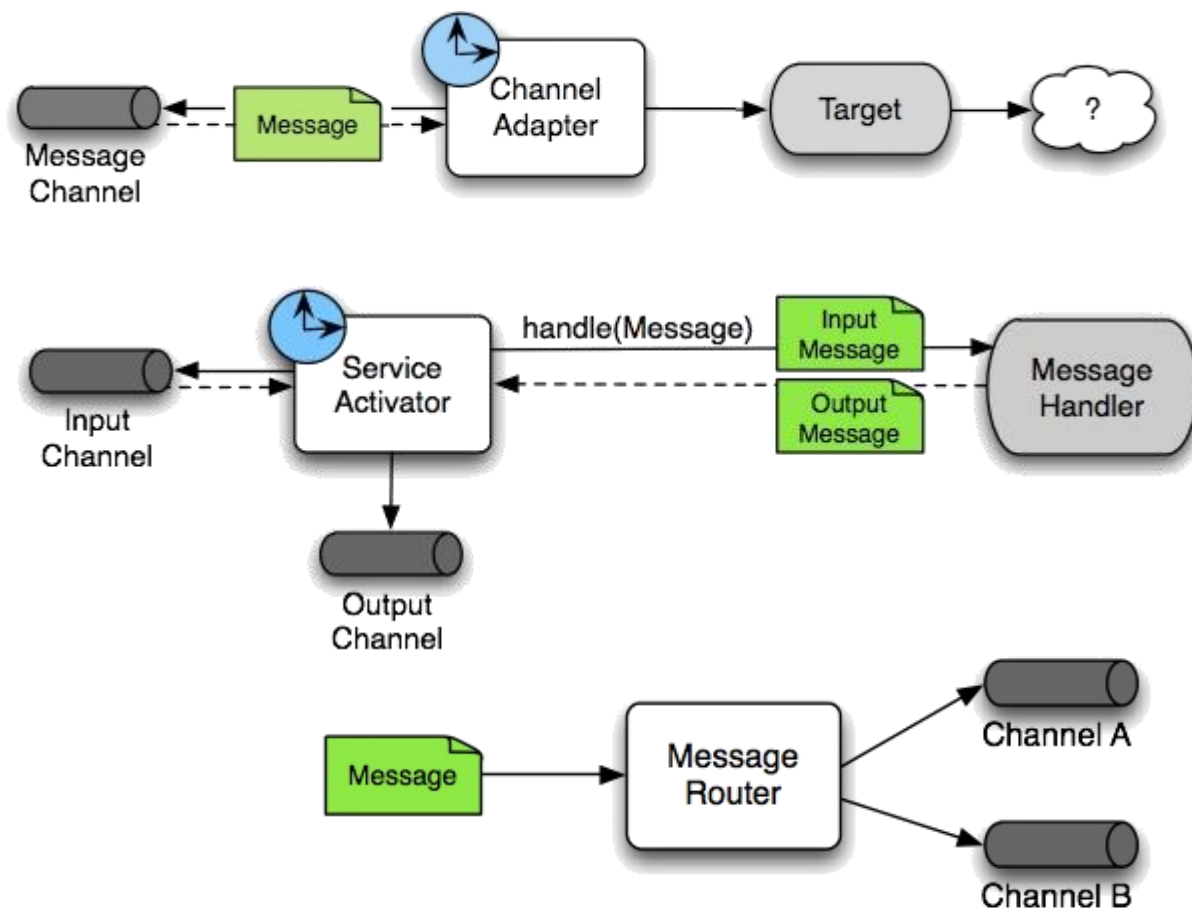 Channel
Adapter
Target
?
Message
Message
Channel
handle(Message)
Input
Message
Service
Activator
Message
Handler
Output
Message
Input
Channel
Output
Channel
Message
Message
Router
Channel A
Channel B